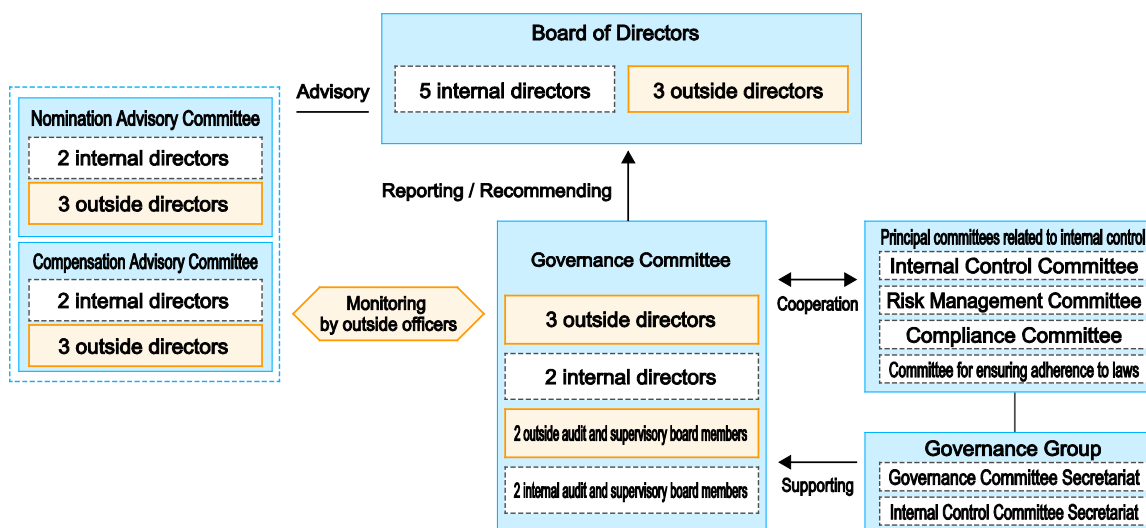 Board of Directors
5 internal directors
3 outside directors
Advisory
Nomination Advisory Committee
2 internal directors
3 outside directors
Compensation Advisory Committee
2 internal directors
3 outside directors
Reporting / Recommending
Monitoring
by outside officers
Governance Committee
3 outside directors
2 internal directors
2 outside audit and supervisory board members
2 internal audit and supervisory board members
Cooperation
Principal committees related to internal control
Internal Control Committee
Risk Management Committee
Compliance Committee
Committee for ensuring adherence to laws
Supporting
Governance Group
Governance Committee Secretariat
Internal Control Committee Secretariat